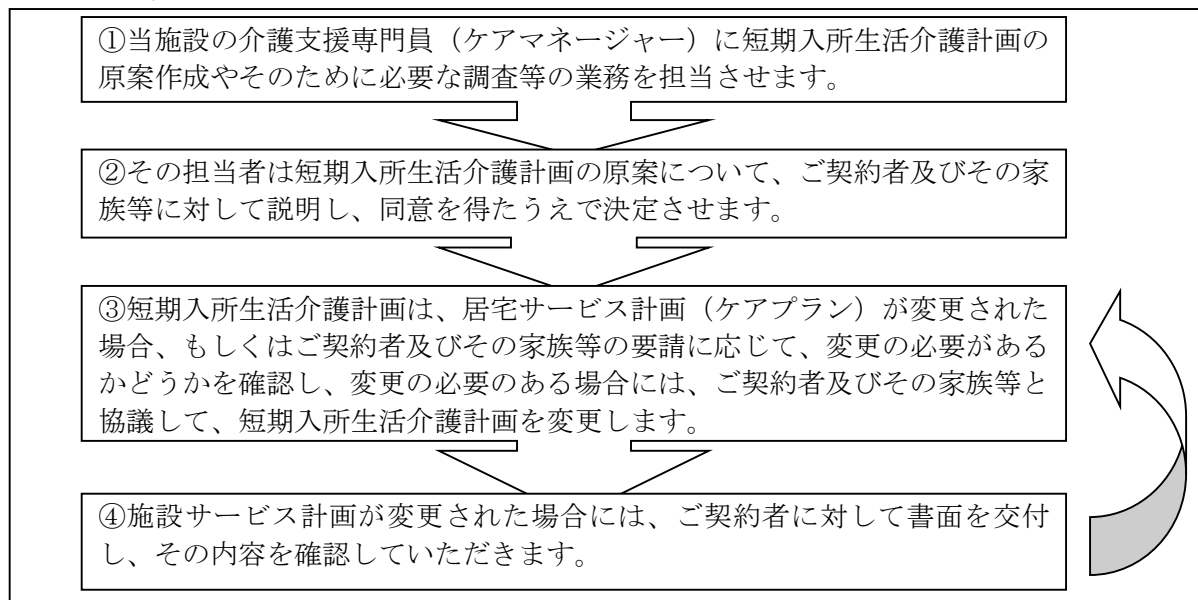 ①当施設の介護支援専門員（ケアマネージャー）に短期入所生活介護計画の
原案作成やそのために必要な調査等の業務を担当させます。
②その担当者は短期入所生活介護計画の原案について、ご契約者及びその家
族等に対して説明し、同意を得たうえで決定させます。
③短期入所生活介護計画は、居宅サービス計画（ケアプラン）が変更された
場合、もしくはご契約者及びその家族等の要請に応じて、変更の必要がある
かどうかを確認し、変更の必要のある場合には、ご契約者及びその家族等と
協議して、短期入所生活介護計画を変更します。
④施設サービス計画が変更された場合には、ご契約者に対して書面を交付
し、その内容を確認していただきます。